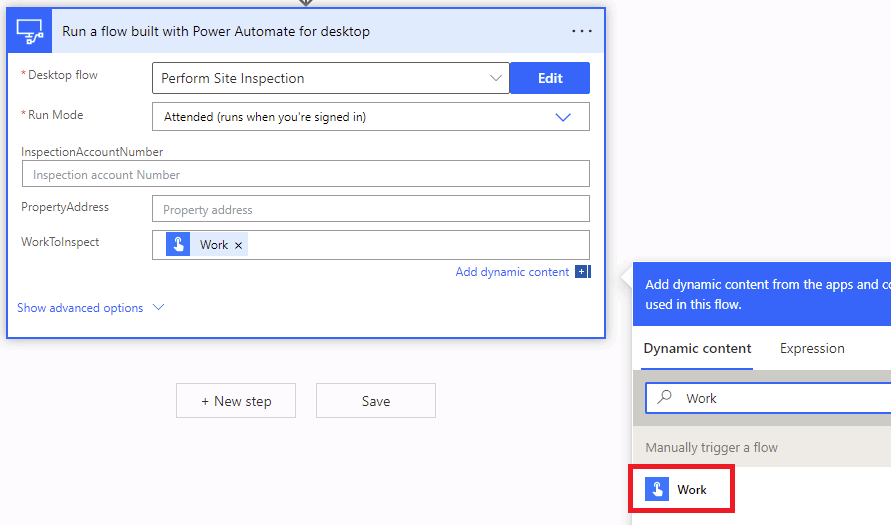 Run a flow built with Power Automate for desktop
* Desktop flow
Perform Site Inspection
Edit
* Run Mode
Attended (runs when you're signed in)
InspectionAccountNumber
Inspection account Number
PropertyAddress
Property address
WorkToInspect
Work ×
Add dynamic content
Show advanced options
+ New step
Save
Add dynamic content from the apps and co
used in this flow.
Dynamic content
Expression
Work
Manually trigger a flow
Work